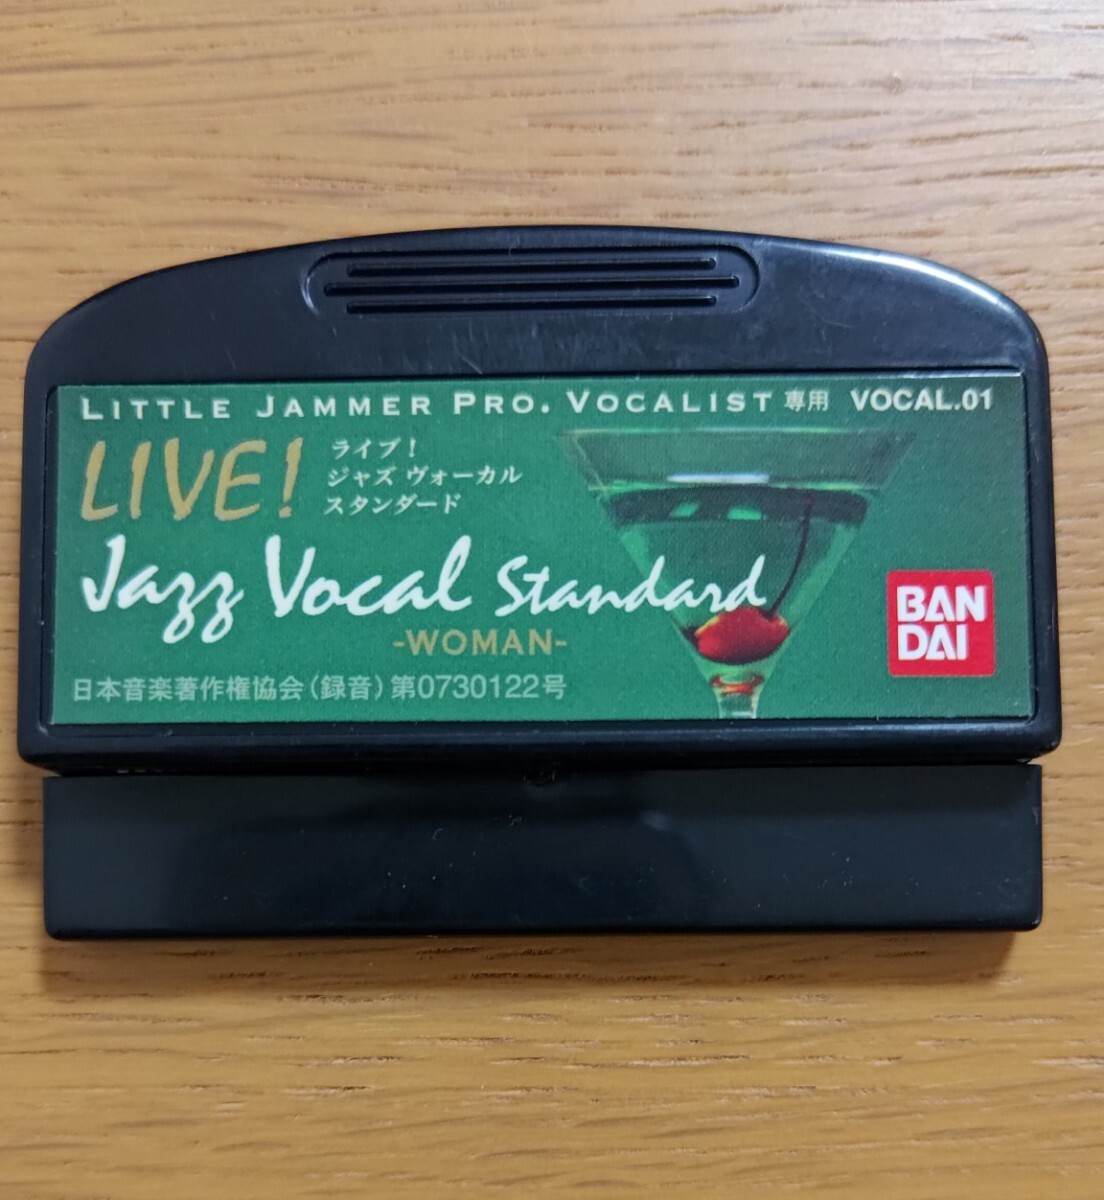 LITTLE JAMMER PRO. VOCALIST 専用 VOCAL.01
LIVE!
ライブ!
ジャズ ヴォーカル
スタンダード
Jazz Vocal Standard
-WOMAN-
BAN
DAI
日本音楽著作権協会(録音)第0730122号